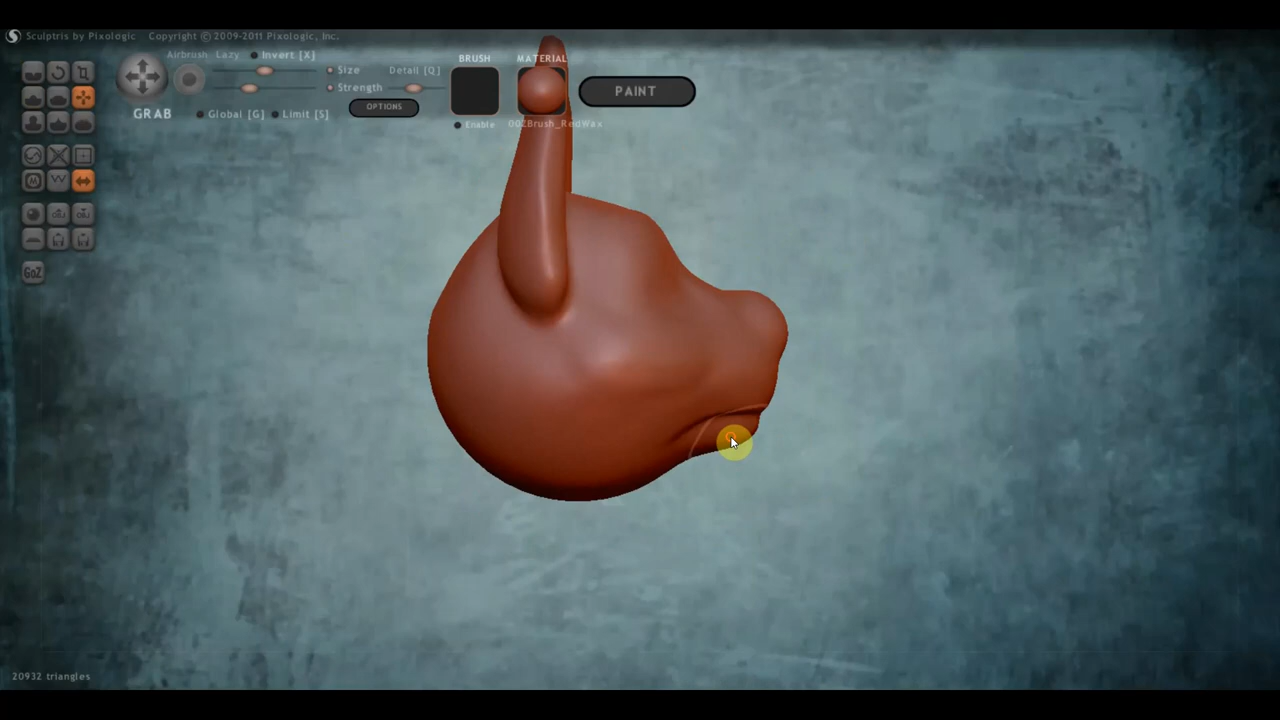 Sculptris by Pixologic Copyright © 2009-2011 Pixologic, Inc.
Airbrush Lazy Invert [X]
BRUSH MATERIAL
Size Detail [Q]
Strength
PAINT
OPTIONS
GRAB Global [G] Limit [S]
Enable 00ZBrush_RedWax
GoZ
20932 triangles